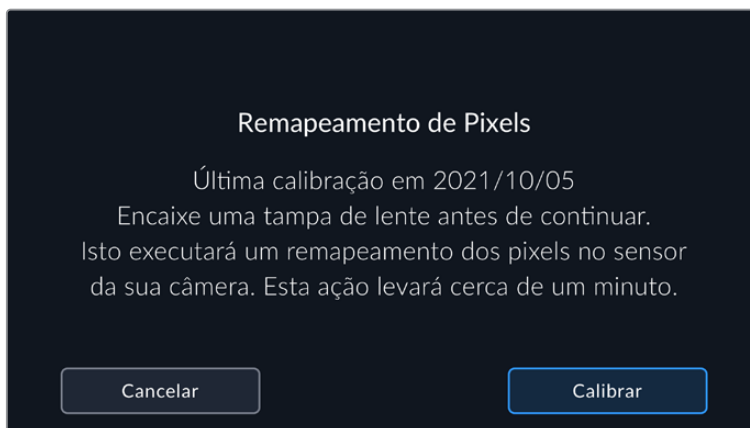 Remapeamento de Pixels
Última calibração em 2021/10/05
Encaixe uma tampa de lente antes de continuar.
Isto executará um remapeamento dos pixels no sensor
da sua câmera. Esta ação levará cerca de um minuto.
Cancelar
Calibrar